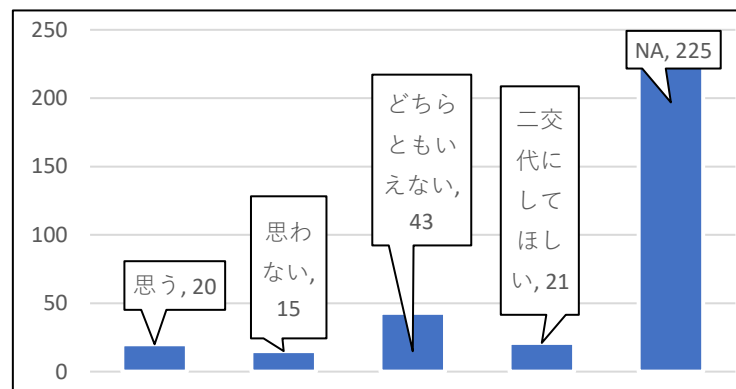 250
200
150
100
50
0
思う, 20
思わ
ない,
15
どちら
ともい
えない,
43
二交
代に
して
ほし
い, 21
NA, 225